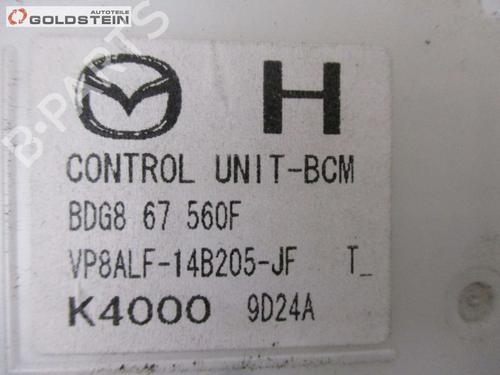 AUTOTEILE
GOLDSTEIN
B-PARTS
H
CONTROL UNIT-BCM
BDG8 67 560F
VP8ALF-14B205-JF T_
K4000 9D24A